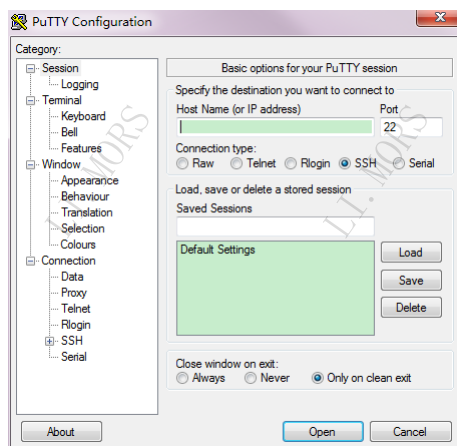 PuTTY Configuration
x
Category:
Session
Logging
Terminal
Keyboard
Bell
Features
Window
Appearance
Behaviour
Translation
Selection
Colours
Connection
Data
Proxy
Telnet
Rlogin
SSH
Serial
Basic options for your PuTTY session
Specify the destination you want to connect to
Host Name (or IP address) Port
22
Connection type:
Raw Telnet Rlogin SSH Serial
Load, save or delete a stored session
Saved Sessions
Default Settings
Load
Save
Delete
Close window on exit:
Always Never Only on clean exit
About Open Cancel
LI. MORS
LI. MORS